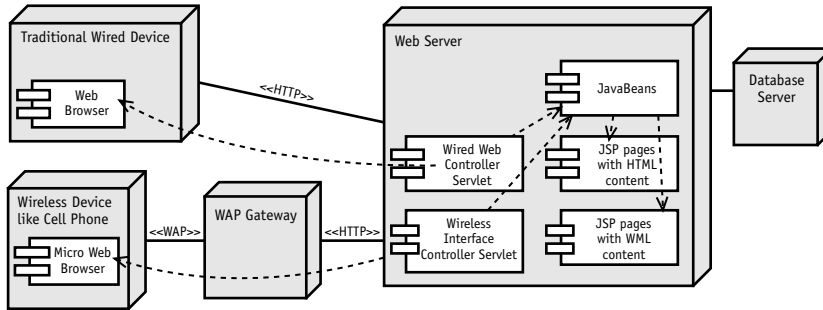 Traditional Wired Device
Web
Browser
<<HTTP>>
Web Server
JavaBeans
Database
Server
Wired Web
Controller
Servlet
JSP pages
with HTML
content
Wireless Device
like Cell Phone
Micro Web
Browser
<<WAP>>
WAP Gateway
<<HTTP>>
Wireless
Interface
Controller Servlet
JSP pages
with WML
content